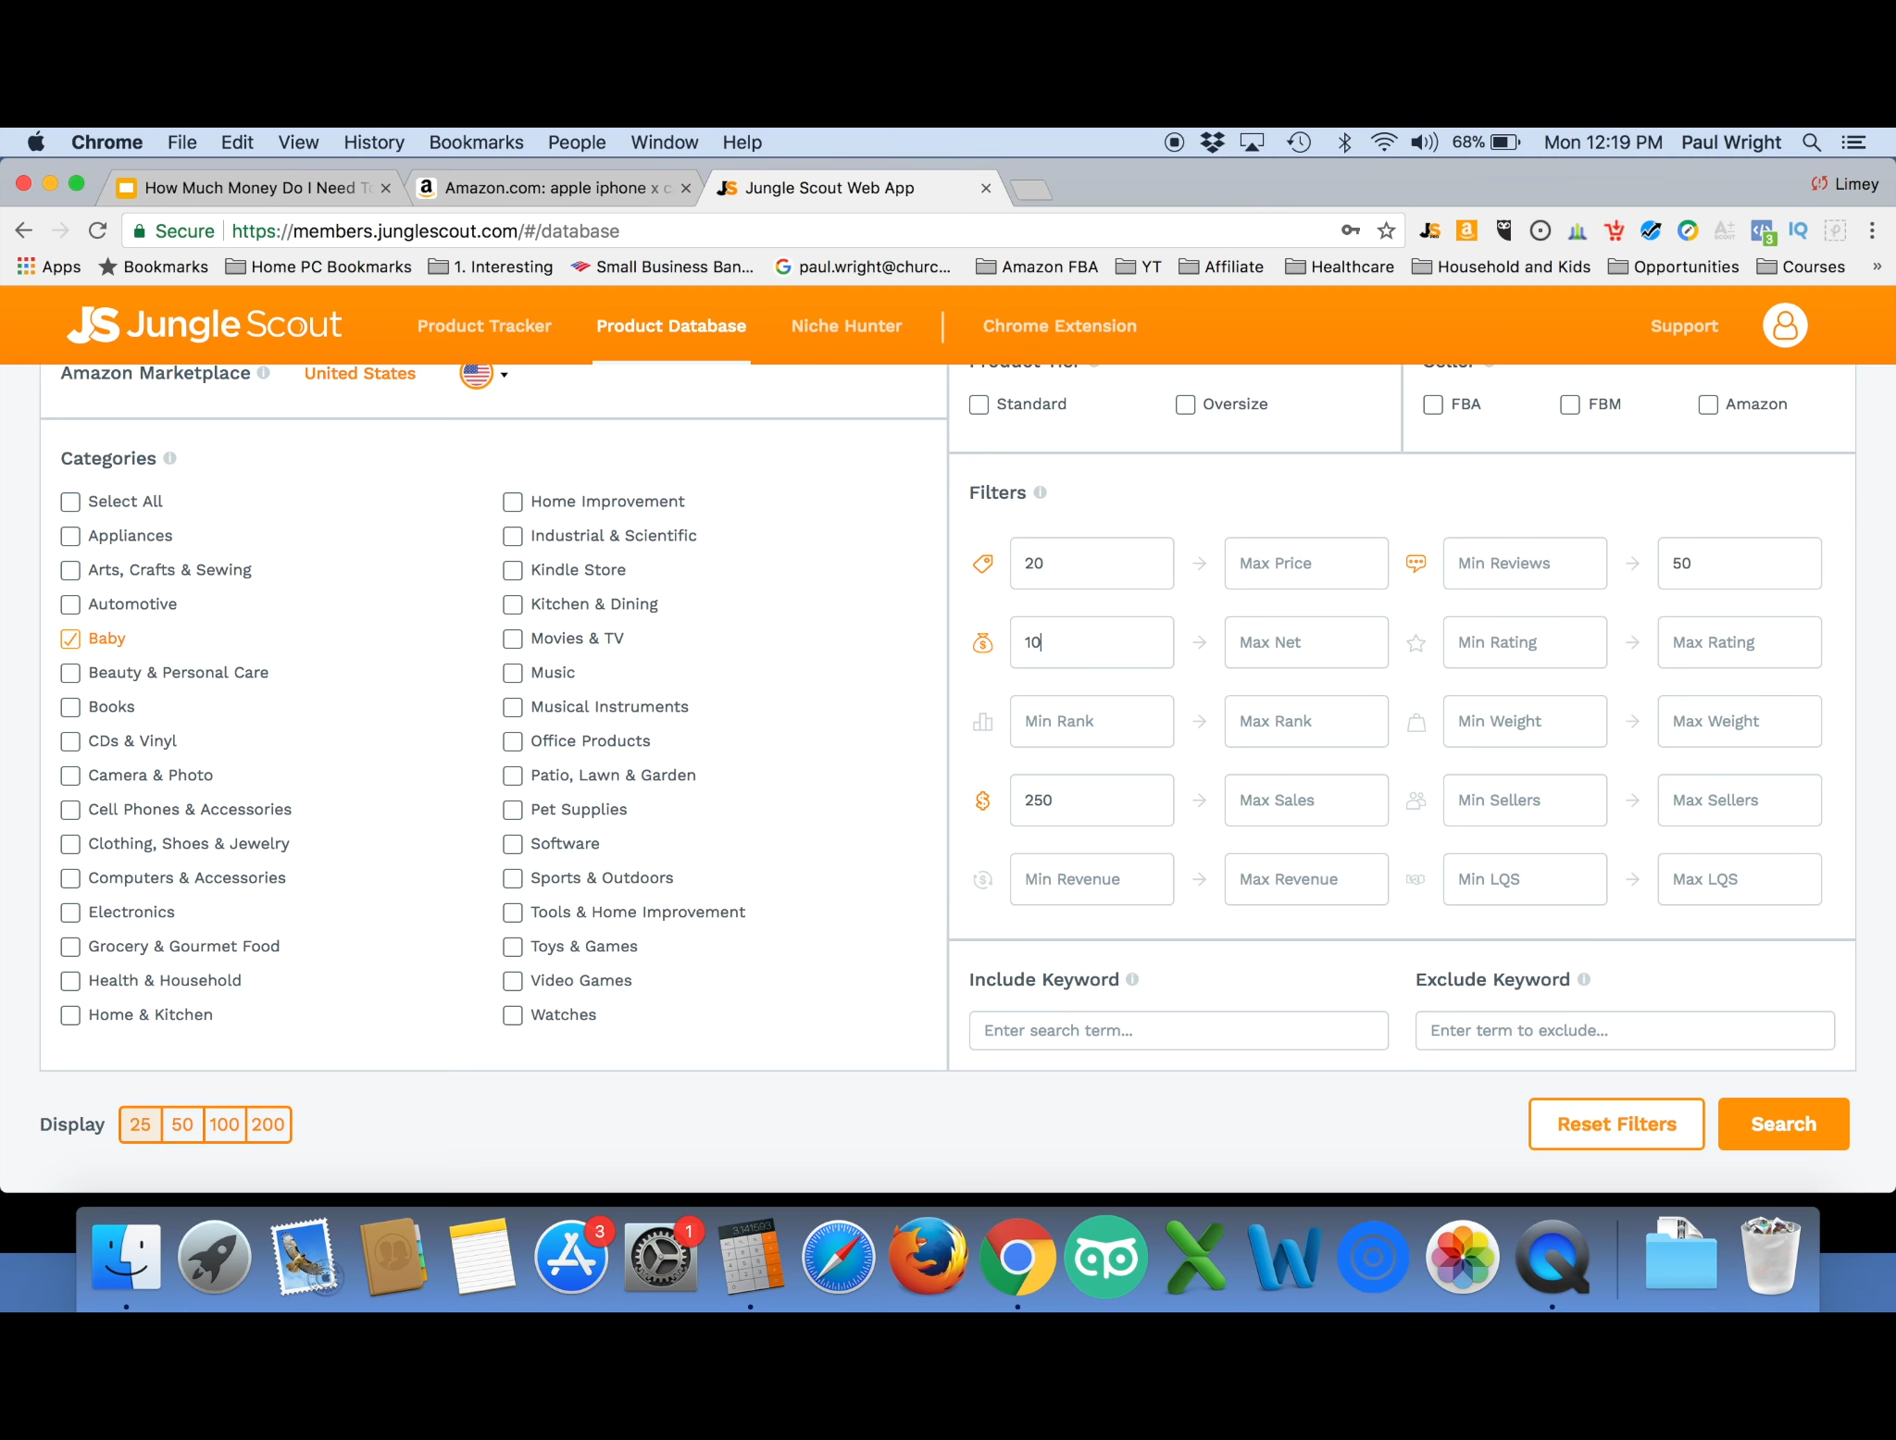 Chrome File Edit View History Bookmarks People Window Help 68% Mon 12:19 PM Paul Wright
How Much Money Do I Need T
Amazon.com: apple iphone x c
Jungle Scout Web App
Limey
Secure https://members.junglescout.com/#/database
Apps Bookmarks Home PC Bookmarks 1. Interesting Small Business Ban... paul.wright@churc... Amazon FBA YT Affiliate Healthcare Household and Kids Opportunities Courses »
JS Jungle Scout Product Tracker Product Database Niche Hunter Chrome Extension Support
Amazon Marketplace United States
Standard Oversize
FBA FBM Amazon
Categories
Select All
Appliances
Arts, Crafts & Sewing
Automotive
Baby
Beauty & Personal Care
Books
CDs & Vinyl
Camera & Photo
Cell Phones & Accessories
Clothing, Shoes & Jewelry
Computers & Accessories
Electronics
Grocery & Gourmet Food
Health & Household
Home & Kitchen
Home Improvement
Industrial & Scientific
Kindle Store
Kitchen & Dining
Movies & TV
Music
Musical Instruments
Office Products
Patio, Lawn & Garden
Pet Supplies
Software
Sports & Outdoors
Tools & Home Improvement
Toys & Games
Video Games
Watches
Filters
20 Max Price Min Reviews 50
10 Max Net Min Rating Max Rating
Min Rank Max Rank Min Weight Max Weight
250 Max Sales Min Sellers Max Sellers
Min Revenue Max Revenue Min LQS Max LQS
Include Keyword Exclude Keyword
Enter search term... Enter term to exclude...
Display 25 50 100 200
Reset Filters Search
3 1
3.141593